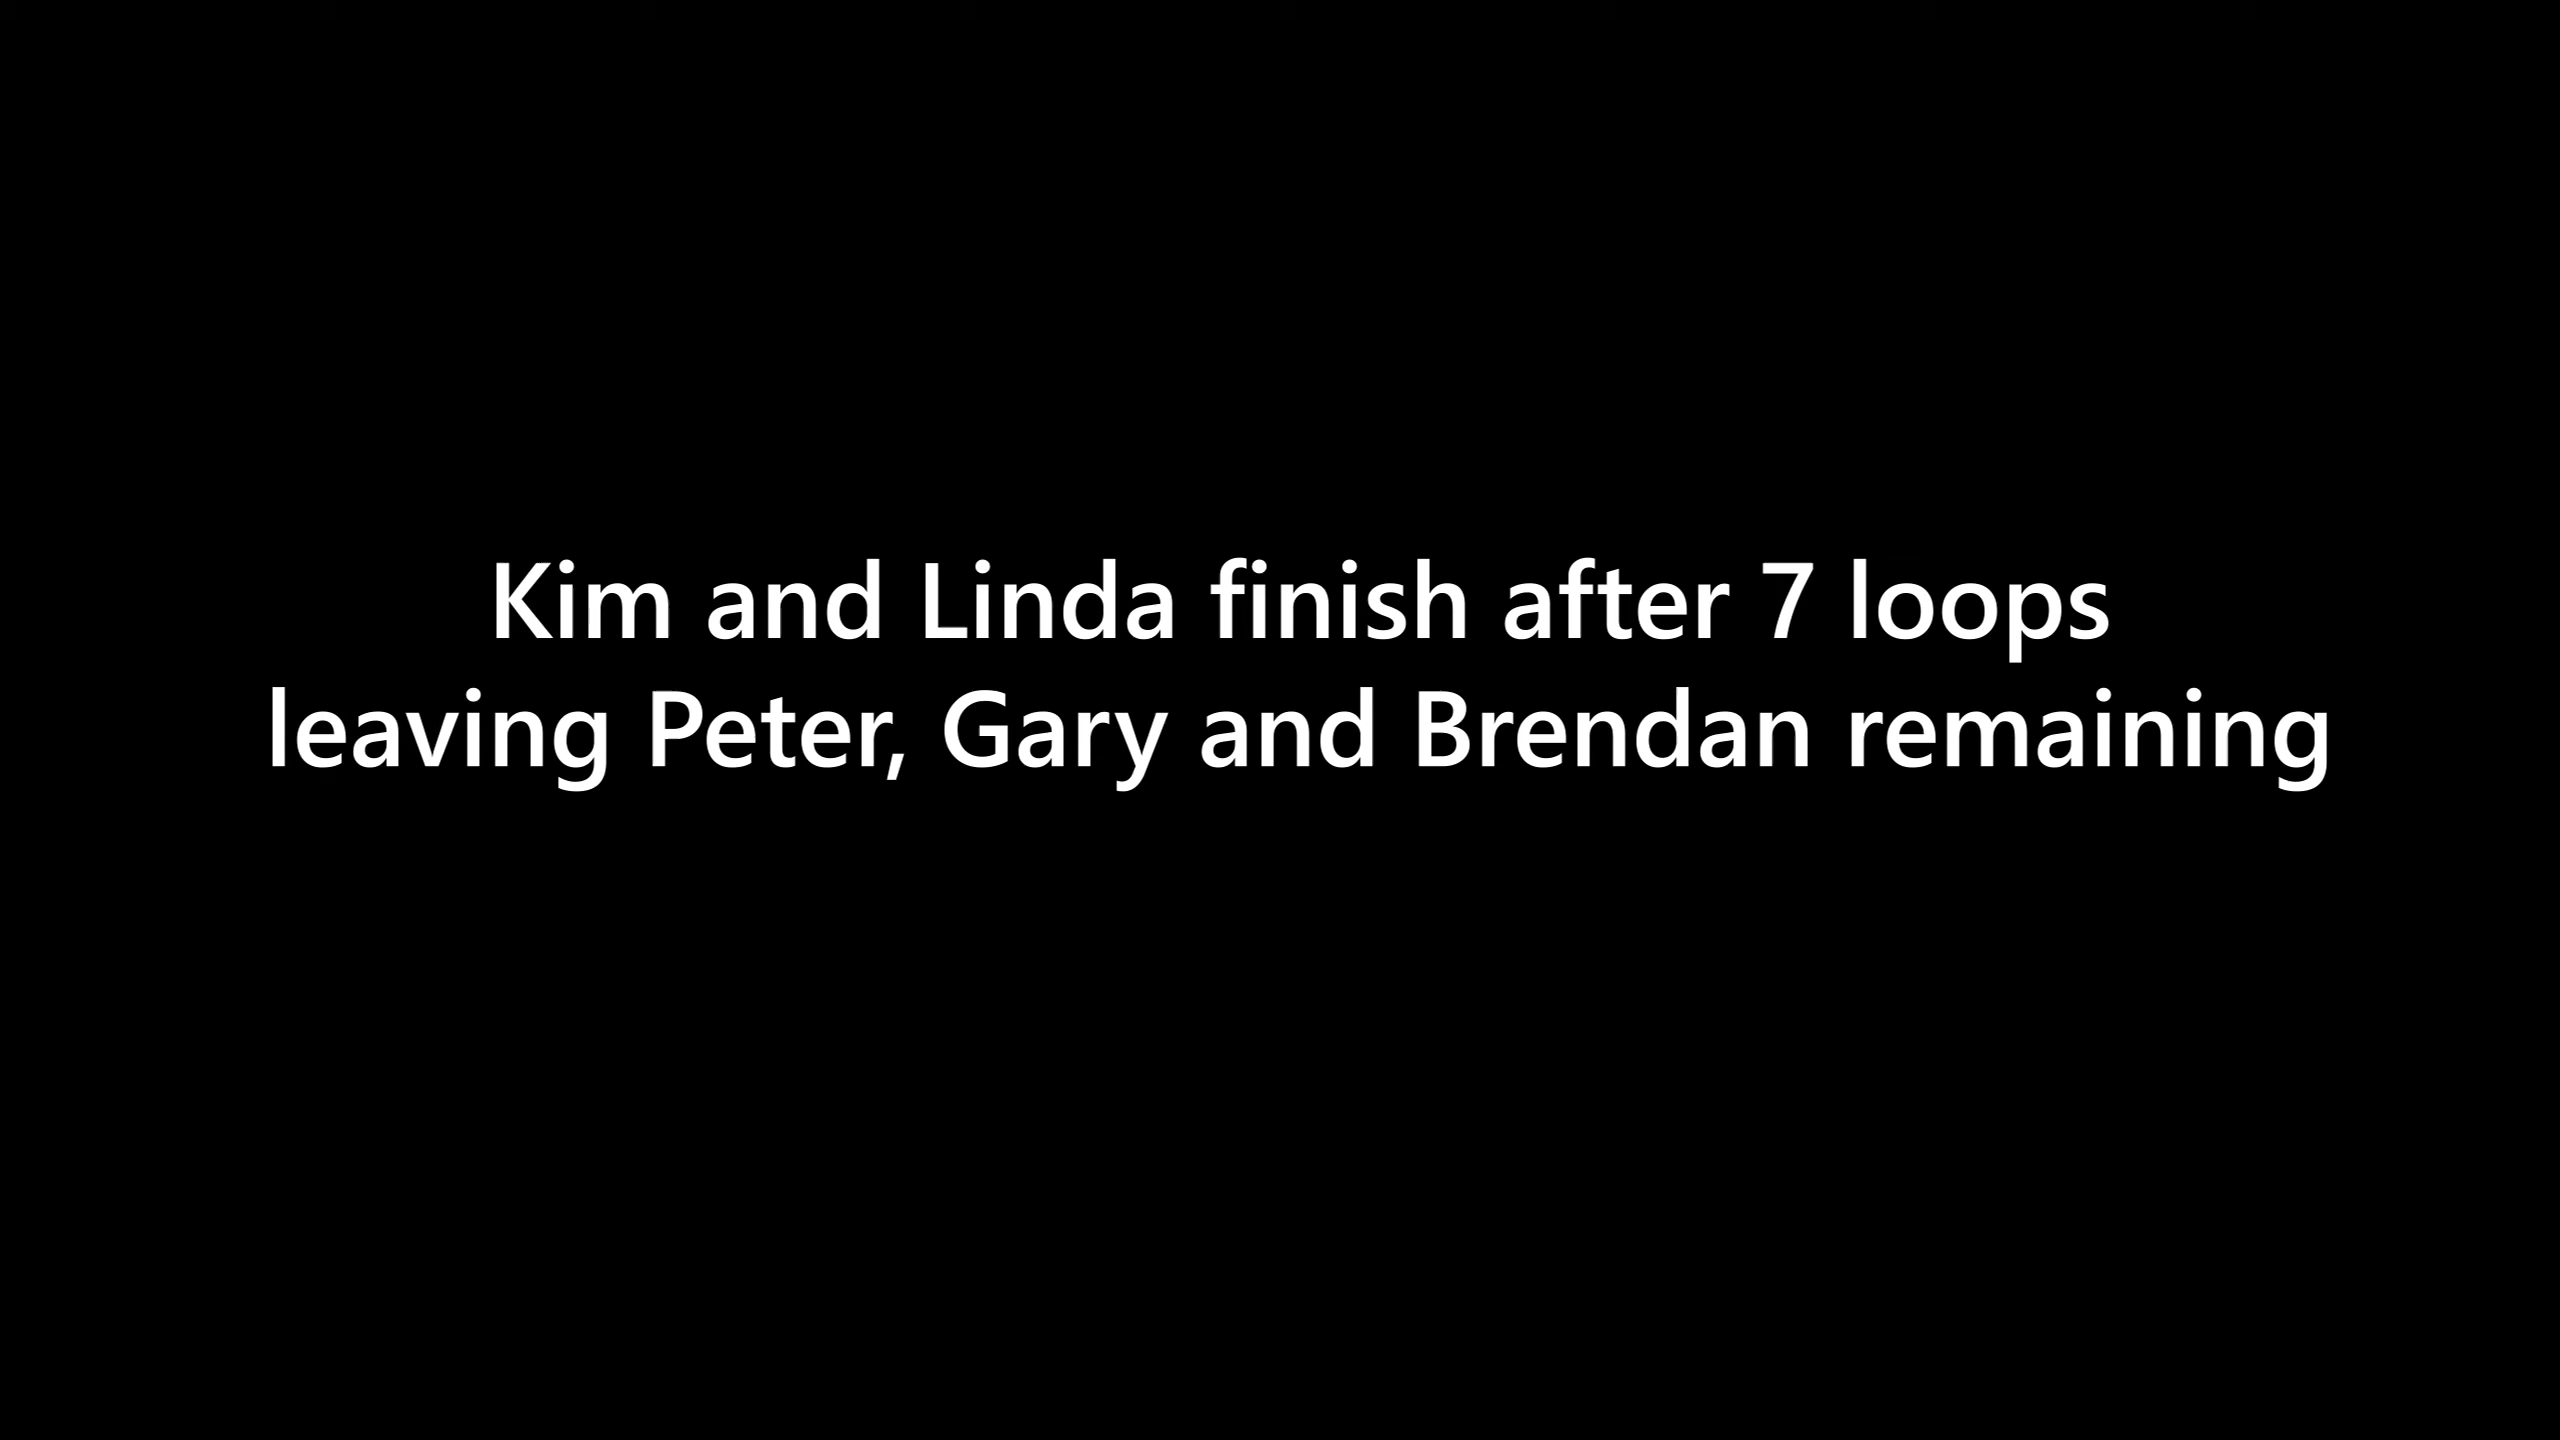 Kim and Linda finish after 7 loops
leaving Peter, Gary and Brendan remaining